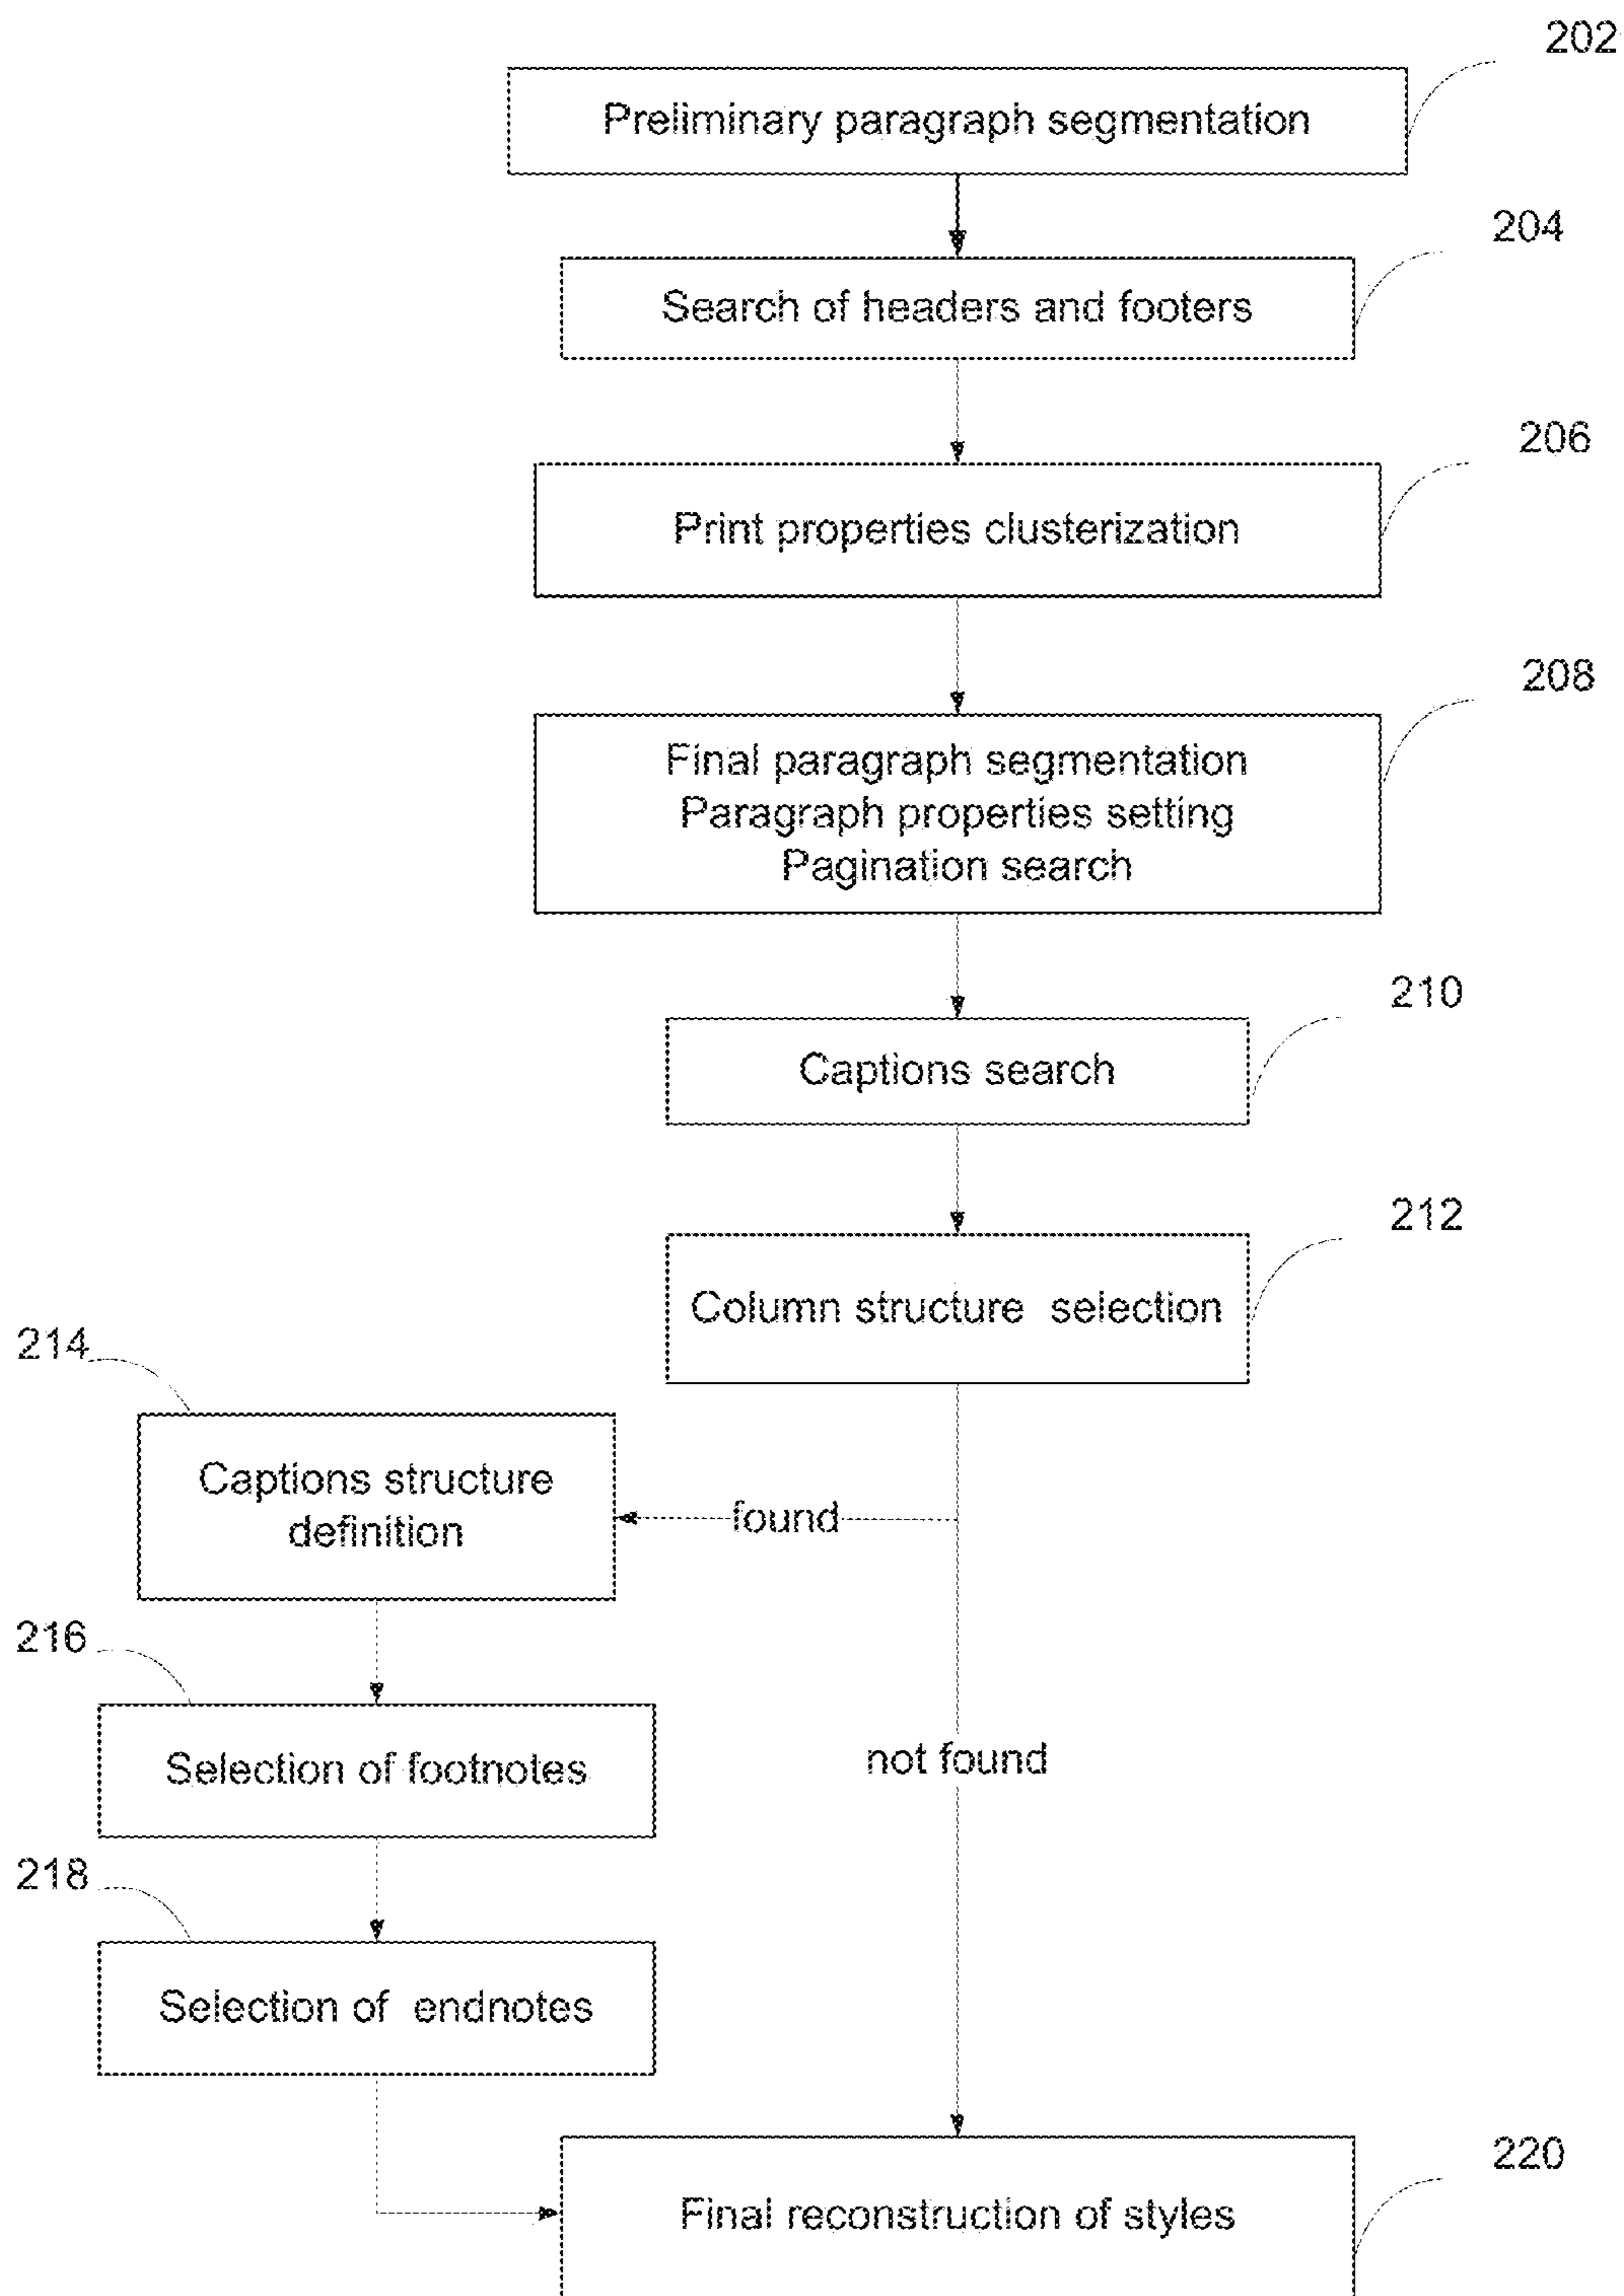 202
Preliminary paragraph segmentation
204
Search of headers and footers
206
Print properties clusterization
208
Final paragraph segmentation
Paragraph properties setting
Pagination search
210
Captions search
212
Column structure selection
214
Captions structure
definition
found
216
Selection of footnotes
not found
218
Selection of endnotes
220
Final reconstruction of styles